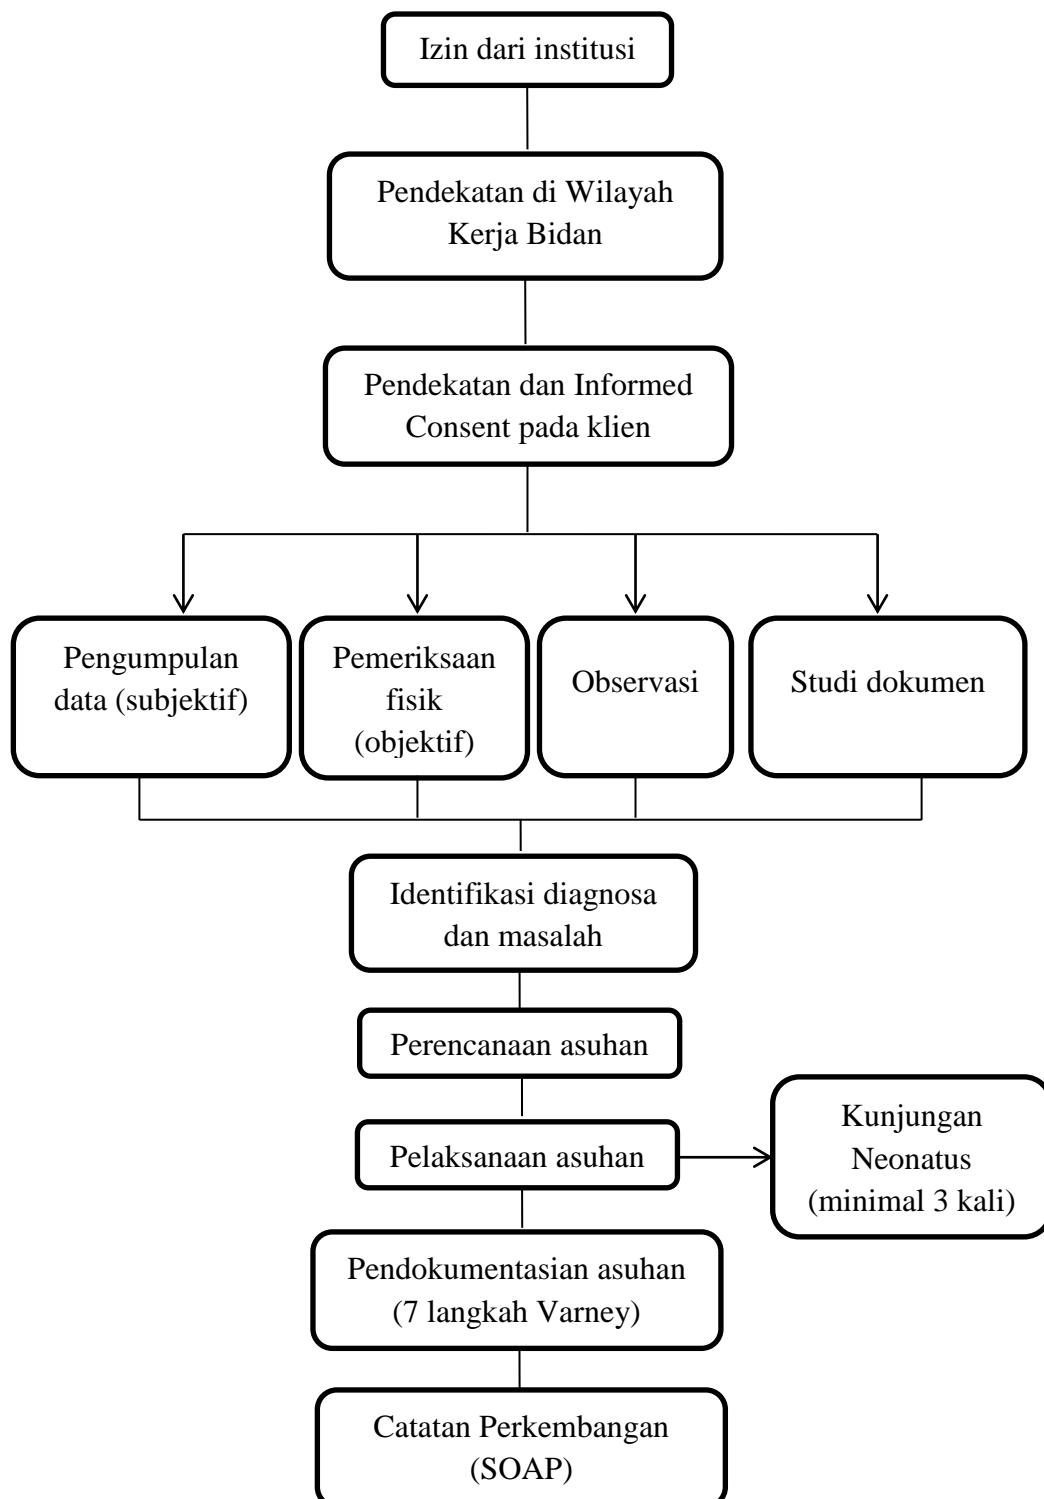 Izin dari institusi
Pendekatan di Wilayah
Kerja Bidan
Pendekatan dan Informed
Consent pada klien
Pengumpulan
data (subjektif)
Pemeriksaan
fisik
(objektif)
Observasi
Studi dokumen
Identifikasi diagnosa
dan masalah
Perencanaan asuhan
Pelaksanaan asuhan
Kunjungan
Neonatus
(minimal 3 kali)
Pendokumentasian asuhan
(7 langkah Varney)
Catatan Perkembangan
(SOAP)